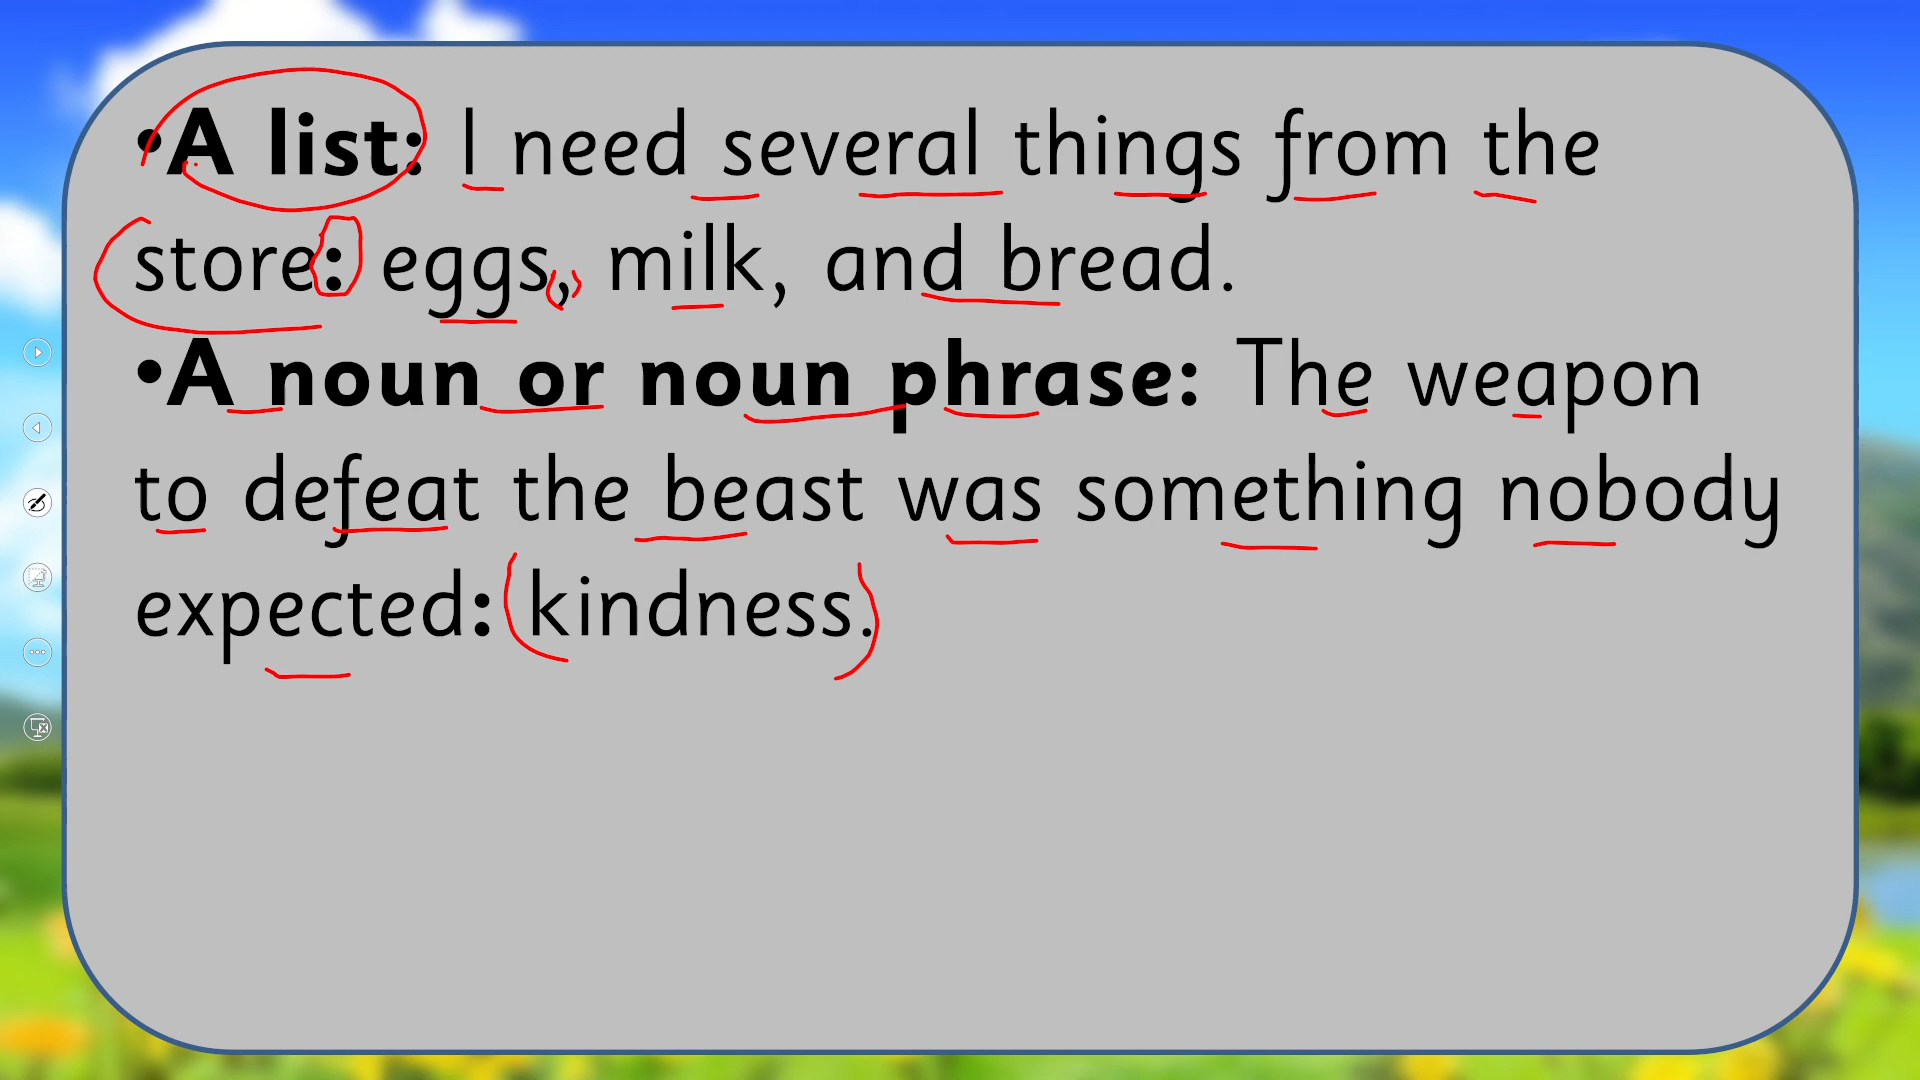 •A list: I need several things from the
store: eggs, milk, and bread.
•A noun or noun phrase: The weapon
to defeat the beast was something nobody
expected: kindness.